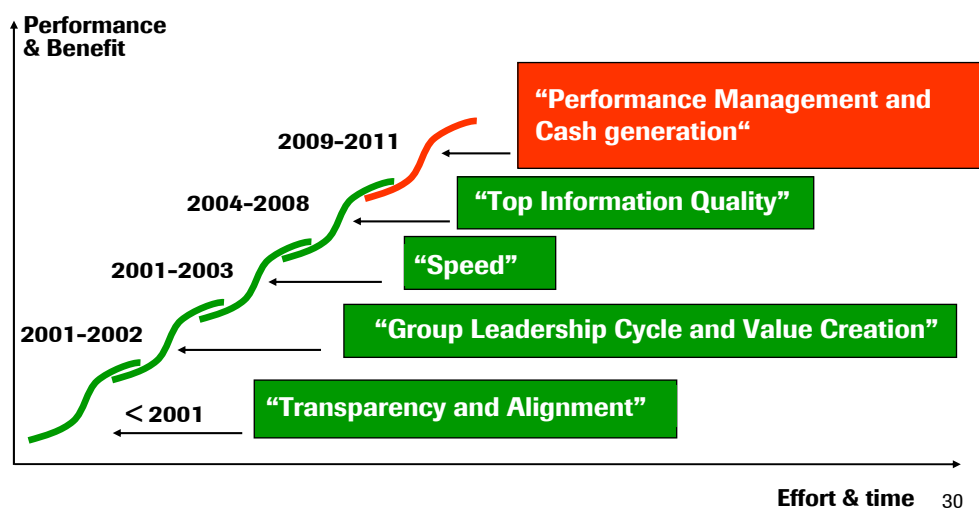 Performance
& Benefit
“Performance Management and
Cash generation“
2009-2011
2004-2008
“Top Information Quality”
2001-2003
“Speed”
2001-2002
“Group Leadership Cycle and Value Creation”
< 2001
“Transparency and Alignment”
Effort & time
30